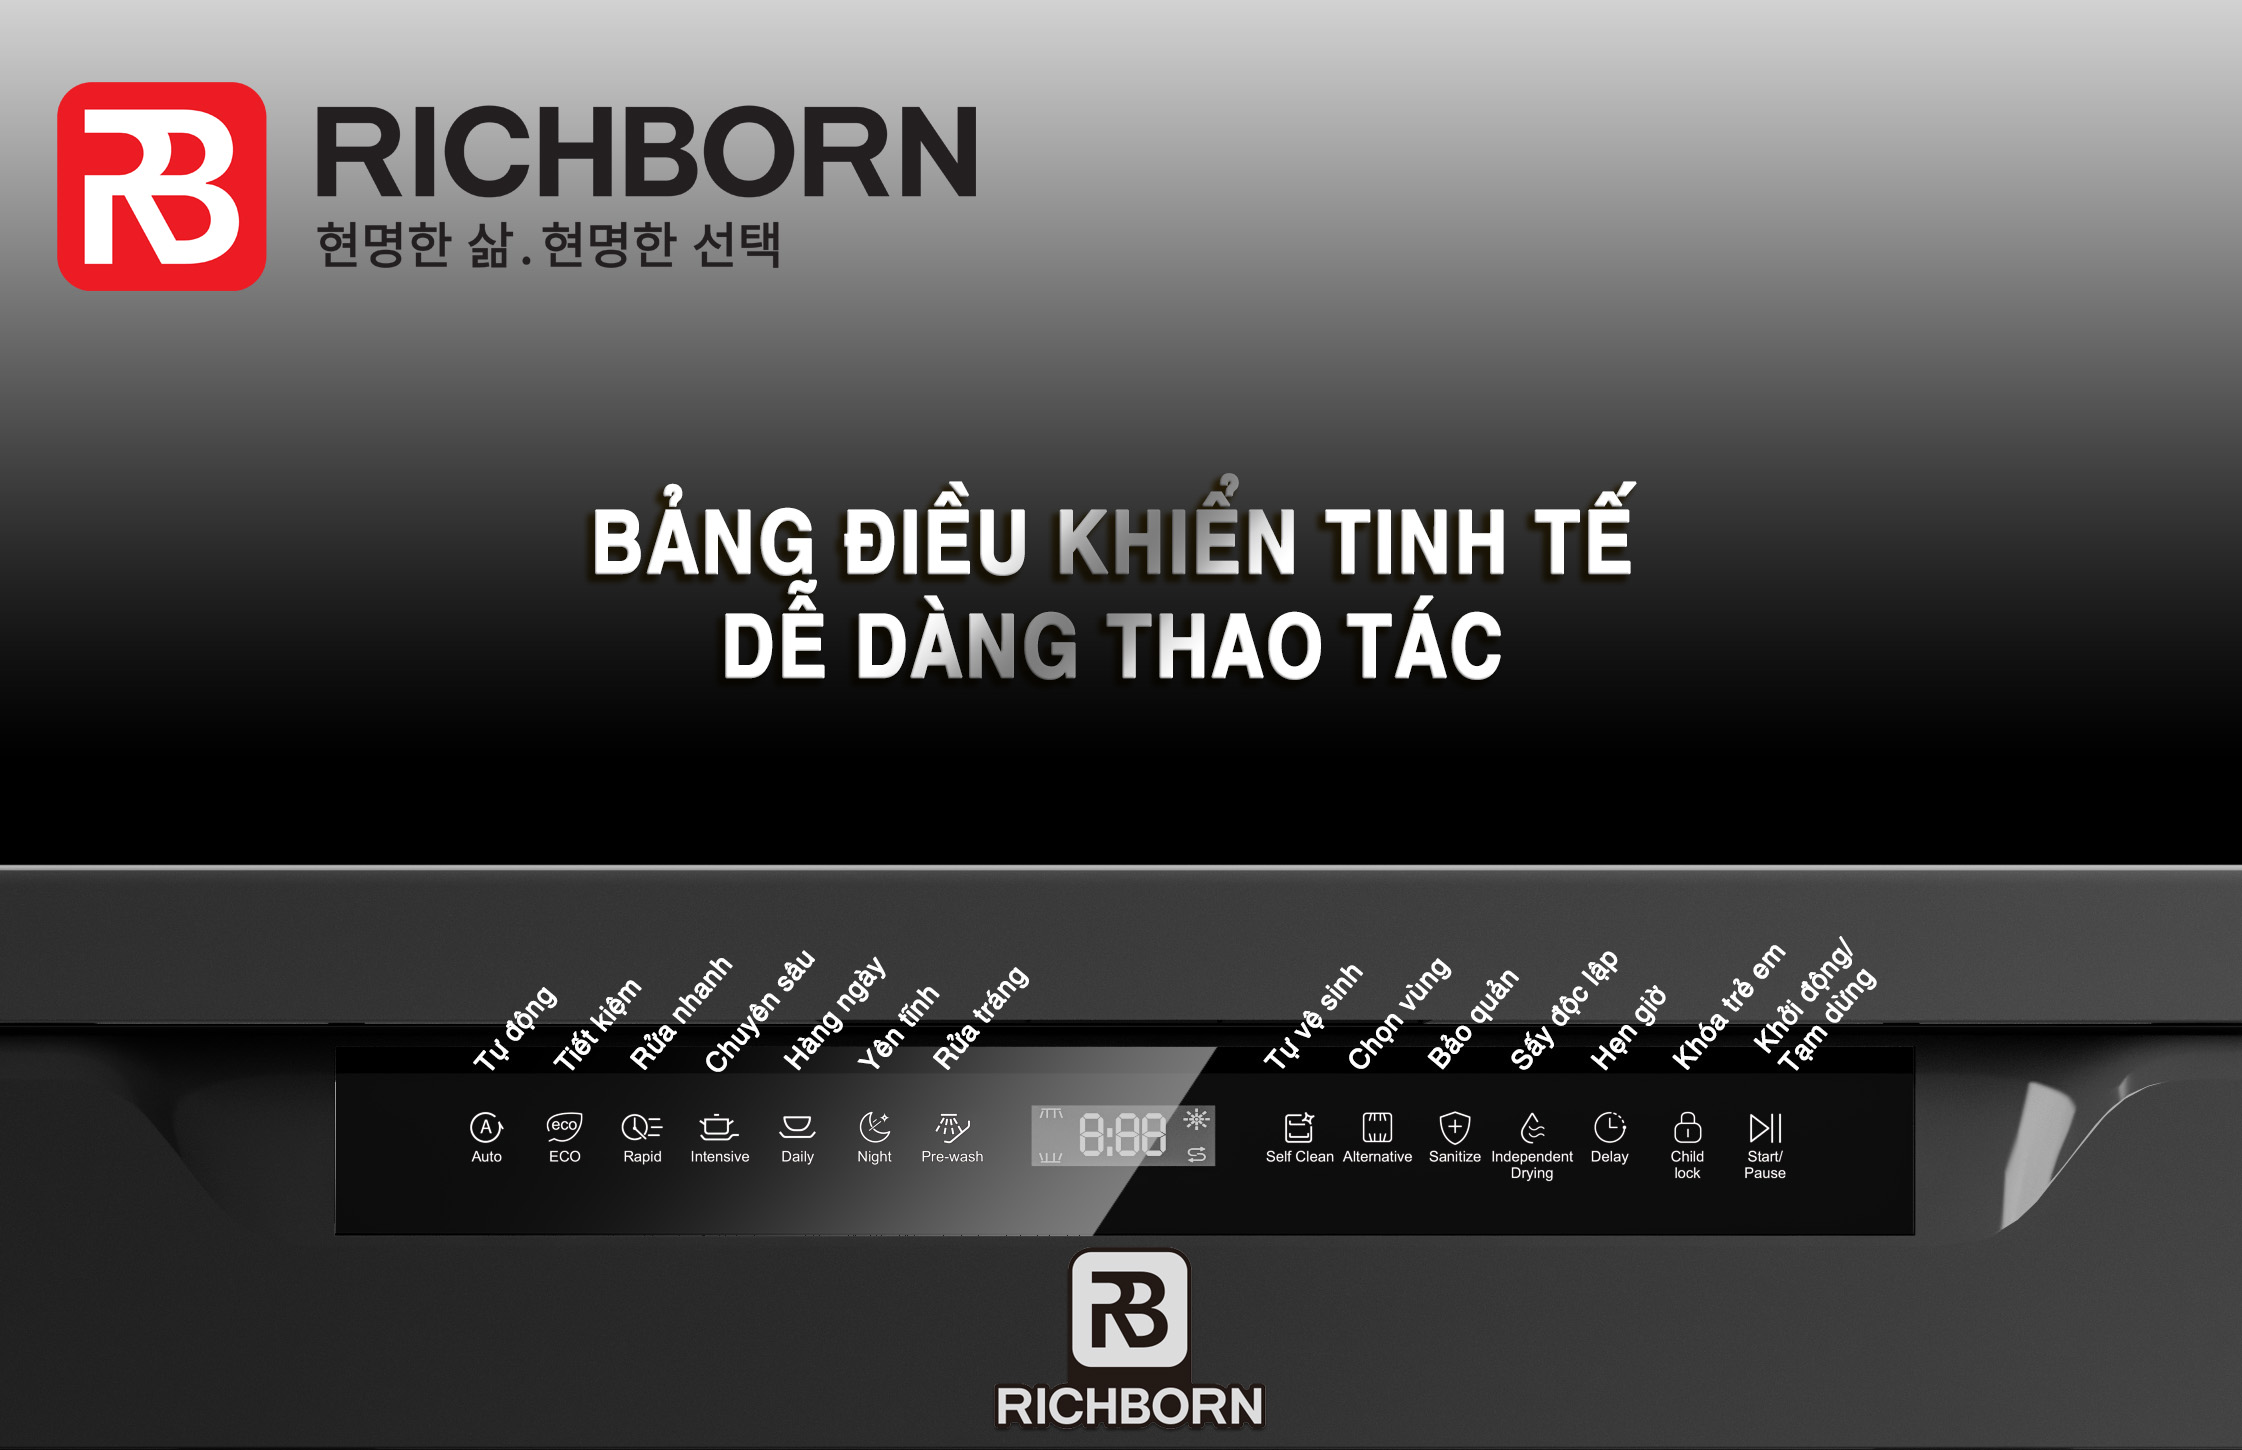 RB
RICHBORN
현명한 삶.현명한 선택
BẢNG ĐIỀU KHIỂN TINH TẾ
DỄ DÀNG THAO TÁC
Tự động
Tiết kiệm
Rửa nhanh
Chuyên sâu
Hàng ngày
Yên tĩnh
Rửa tráng
Tự vệ sinh
Chọn vùng
Bảo quản
Sấy độc lập
Hẹn giờ
Khóa trẻ em
Khởi động/
Tạm dừng
A
Auto
eco
ECO
Rapid
Intensive
Daily
Night
Pre-wash
8:88
Self Clean
Alternative
Sanitize
Independent
Drying
Delay
Child
lock
Start/
Pause
RB
RICHBORN